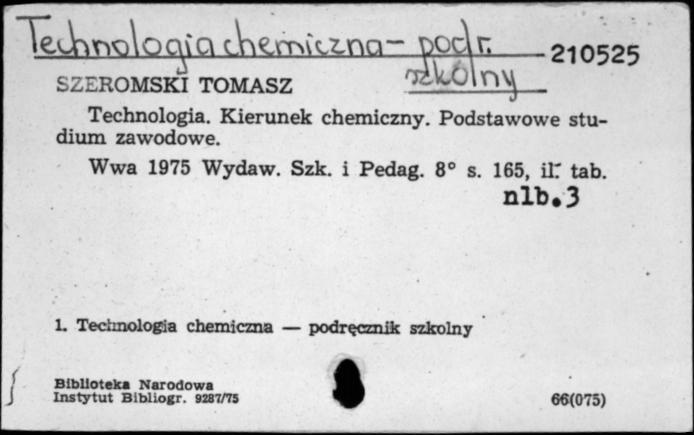 Technologia chemiczna - podr. szkolny
210525
SZEROMSKI TOMASZ
Technologia. Kierunek chemiczny. Podstawowe stu-
dium zawodowe.
Wwa 1975 Wydaw. Szk. i Pedag. 8° s. 165, il. tab.
nlb. 3
1. Technologia chemiczna — podręcznik szkolny
Biblioteka Narodowa
Instytut Bibliogr. 9287/75
66(075)